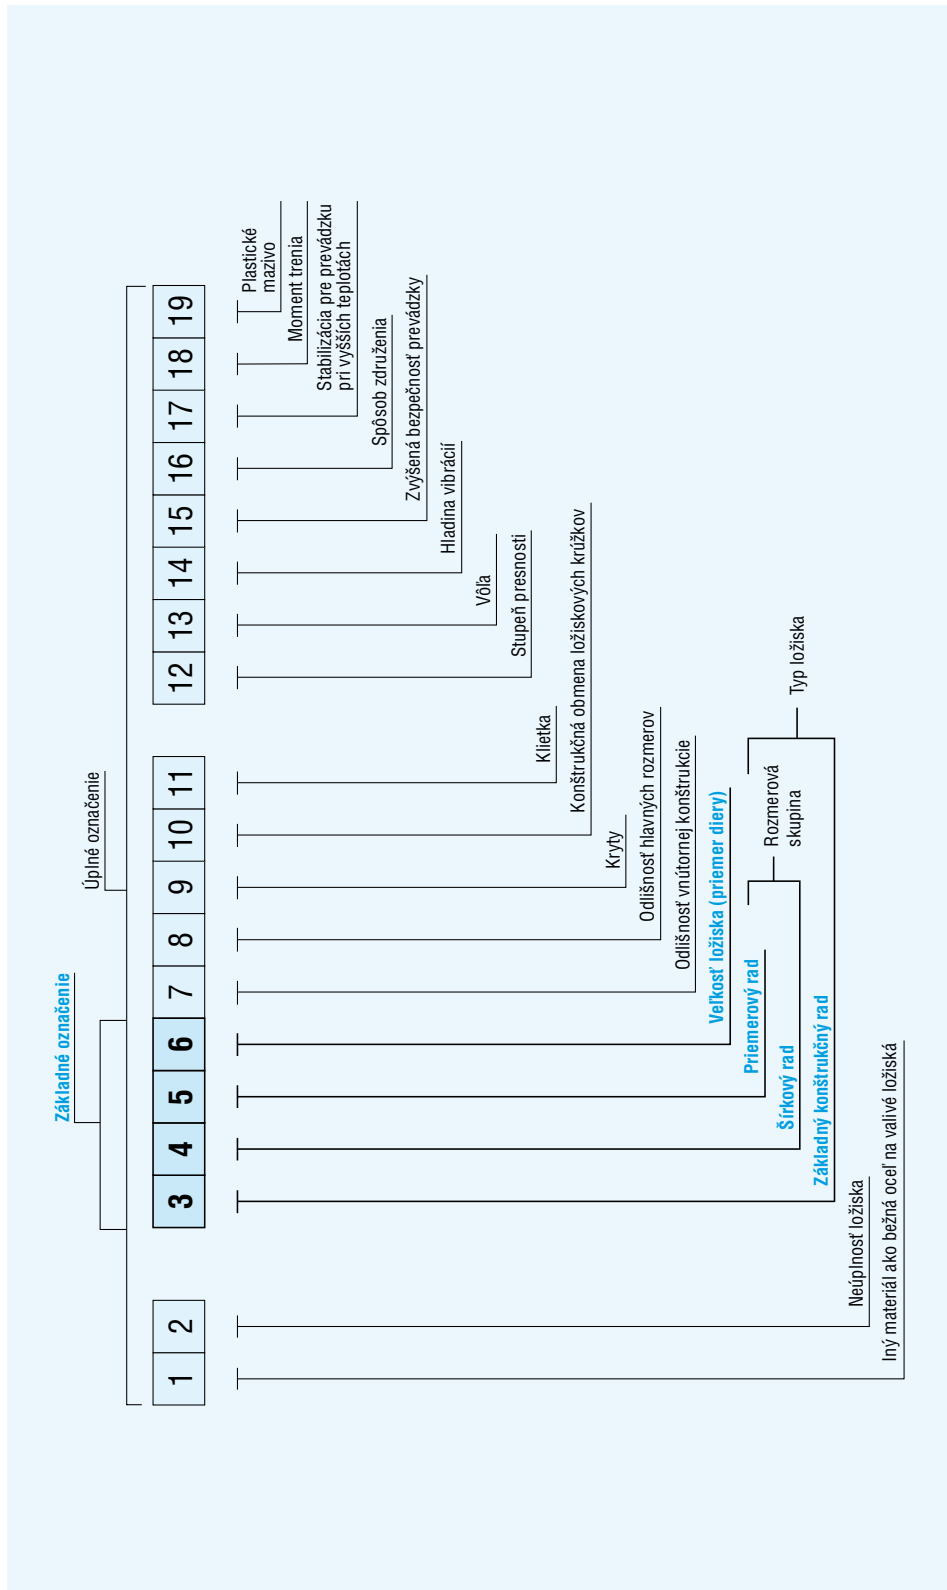 Základné označenie
Úplné označenie
1 2 3 4 5 6 7 8 9 10 11 12 13 14 15 16 17 18 19
Plastické
mazivo
Moment trenia
Stabilizácia pre prevádzku
pri vyšších teplotách
Spôsob združenia
Zvýšená bezpečnosť prevádzky
Hladina vibrácií
Vôľa
Stupeň presnosti
Klietka
Konštrukčná obmena ložiskových krúžkov
Kryty
Odlišnosť hlavných rozmerov
Odlišnosť vnútornej konštrukcie
Veľkosť ložiska (priemer diery)
Priemerový rad
Rozmerová
skupina
Šírkový rad
Typ ložiska
Základný konštrukčný rad
Neúplnosť ložiska
Iný materiál ako bežná oceľ na valivé ložiská